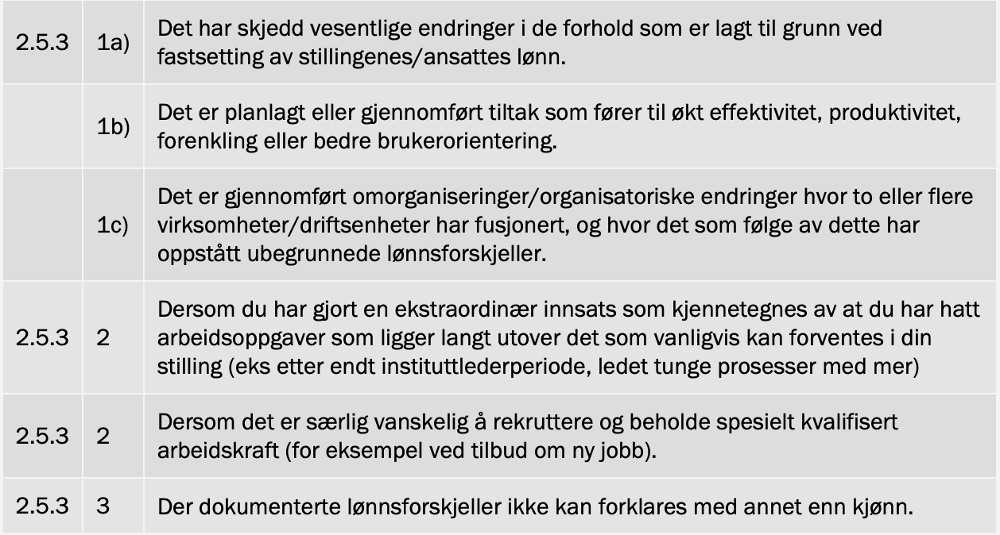 2.5.3 1a) Det har skjedd vesentlige endringer i de forhold som er lagt til grunn ved
fastsetting av stillingenes/ansattes lønn.
1b) Det er planlagt eller gjennomført tiltak som fører til økt effektivitet, produktivitet,
forenkling eller bedre brukerorientering.
1c) Det er gjennomført omorganiseringer/organisatoriske endringer hvor to eller flere
virksomheter/driftsenheter har fusjonert, og hvor det som følge av dette har
oppstått ubegrunnede lønnsforskjeller.
2.5.3 2 Dersom du har gjort en ekstraordinær innsats som kjennetegnes av at du har hatt
arbeidsoppgaver som ligger langt utover det som vanligvis kan forventes i din
stilling (eks etter endt instituttlederperiode, ledet tunge prosesser med mer)
2.5.3 2 Dersom det er særlig vanskelig å rekruttere og beholde spesielt kvalifisert
arbeidskraft (for eksempel ved tilbud om ny jobb).
2.5.3 3 Der dokumenterte lønnsforskjeller ikke kan forklares med annet enn kjønn.